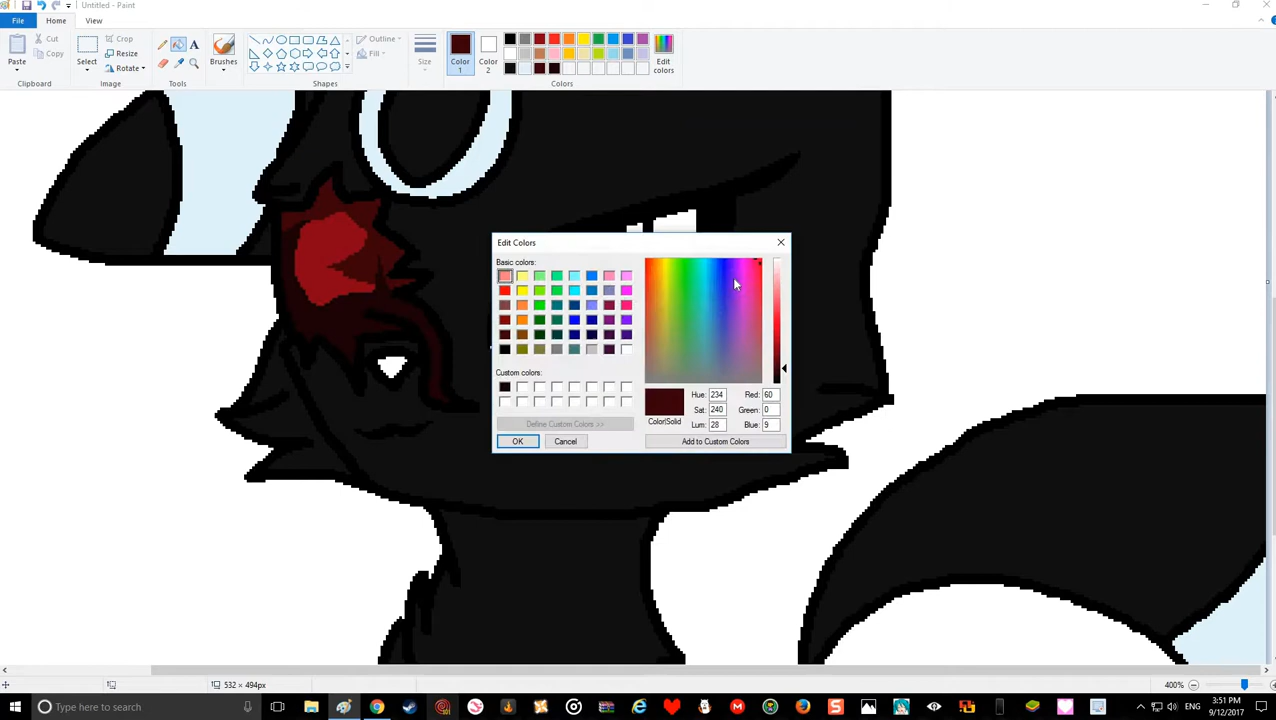 Untitled - Paint
File Home View
Paste
Cut
Copy
Clipboard
Select
Crop
Resize
Rotate
Image
Tools
Brushes
Shapes
Outline
Fill
Size
Color 1
Color 2
Edit colors
Colors
Edit Colors
Basic colors:
Custom colors:
Define Custom Colors >>
OK Cancel
Color|Solid
Hue: 234 Red: 60
Sat: 240 Green: 0
Lum: 28 Blue: 9
Add to Custom Colors
532 × 494px
400%
Type here to search
ENG
3:51 PM
9/12/2017